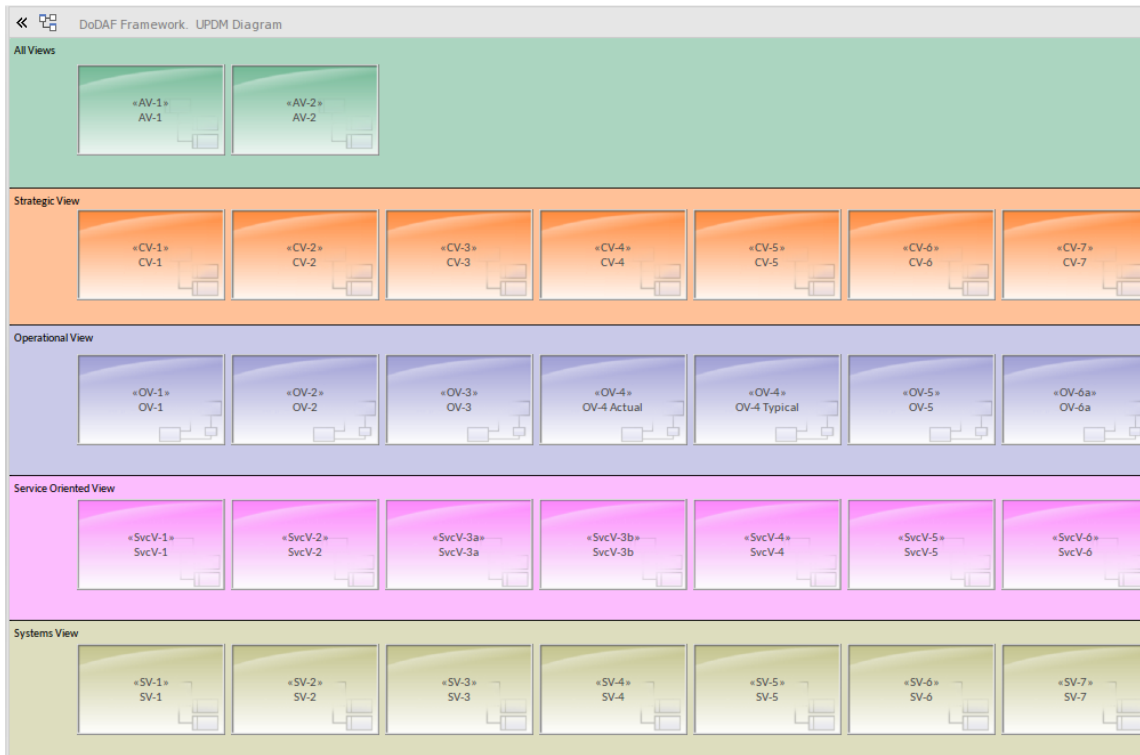 DoDAF Framework.  UPDM Diagram
All Views
«AV-1» «AV-2»
AV-1 AV-2
Strategic View
«CV-1» «CV-2» «CV-3» «CV-4» «CV-5» «CV-6» «CV-7»
CV-1 CV-2 CV-3 CV-4 CV-5 CV-6 CV-7
Operational View
«OV-1» «OV-2» «OV-3» «OV-4» «OV-4» «OV-5» «OV-6a»
OV-1 OV-2 OV-3 OV-4 Actual OV-4 Typical OV-5 OV-6a
Service Oriented View
«SvcV-1» «SvcV-2» «SvcV-3a» «SvcV-3b» «SvcV-4» «SvcV-5» «SvcV-6»
SvcV-1 SvcV-2 SvcV-3a SvcV-3b SvcV-4 SvcV-5 SvcV-6
Systems View
«SV-1» «SV-2» «SV-3» «SV-4» «SV-5» «SV-6» «SV-7»
SV-1 SV-2 SV-3 SV-4 SV-5 SV-6 SV-7